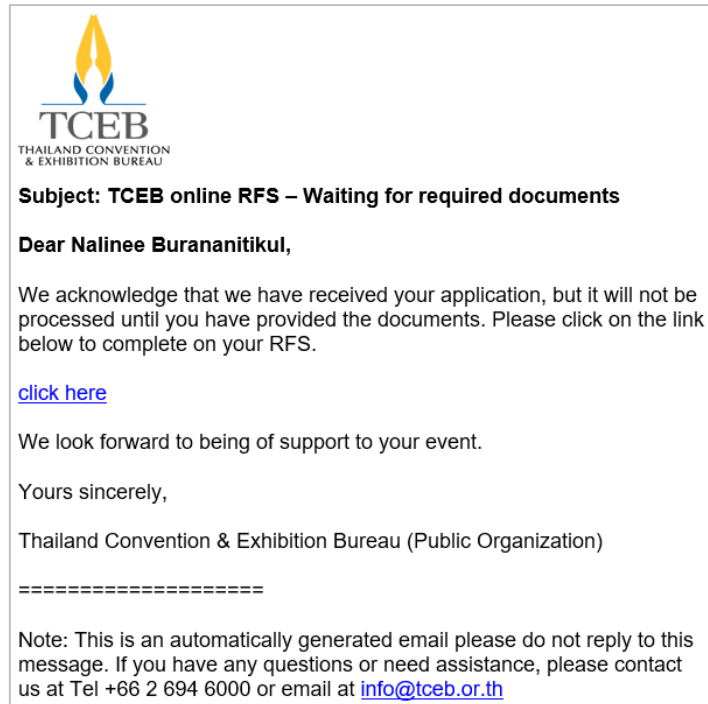 TCEB
THAILAND CONVENTION
& EXHIBITION BUREAU
Subject: TCEB online RFS – Waiting for required documents
Dear Nalinee Burananitikul,
We acknowledge that we have received your application, but it will not be
processed until you have provided the documents. Please click on the link
below to complete on your RFS.
click here
We look forward to being of support to your event.
Yours sincerely,
Thailand Convention & Exhibition Bureau (Public Organization)
====================
Note: This is an automatically generated email please do not reply to this
message. If you have any questions or need assistance, please contact
us at Tel +66 2 694 6000 or email at info@tceb.or.th